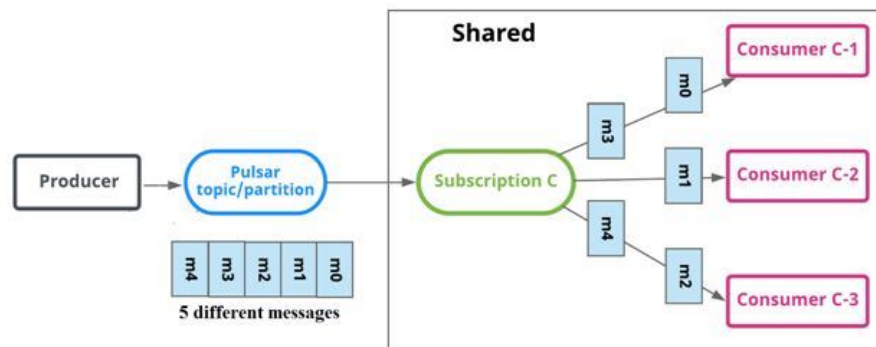 Shared
Producer
Pulsar
topic/partition
Subscription C
m3
m0
m1
m4
m2
Consumer C-1
Consumer C-2
Consumer C-3
m4 m3 m2 m1 m0
5 different messages